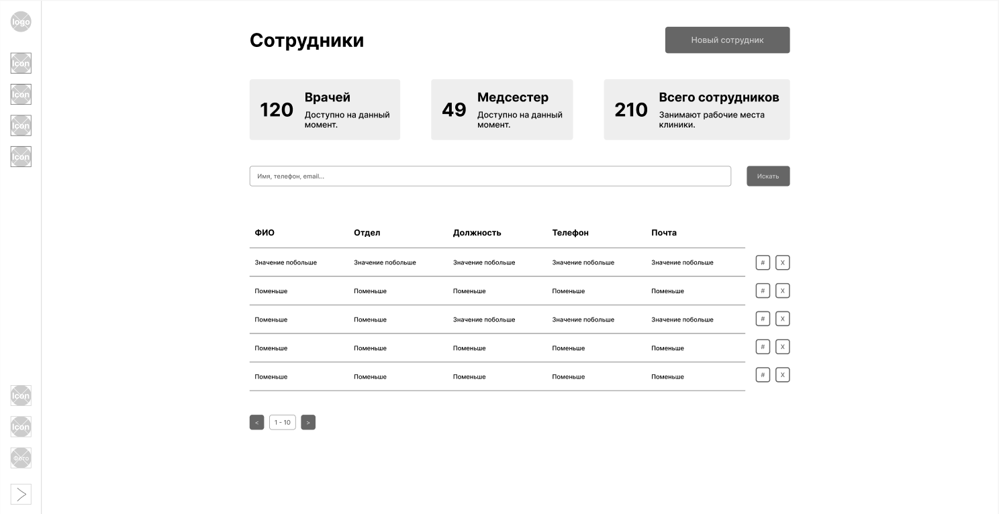 logo
Icon
Icon
Icon
Icon
Icon
Icon
Фото
Сотрудники
Новый сотрудник
120
Врачей
Доступно на данный
момент.
49
Медсестер
Доступно на данный
момент.
210
Всего сотрудников
Занимают рабочие места
клиники.
Имя, телефон, email...
Искать
ФИО Отдел Должность Телефон Почта
Значение побольше Значение побольше Значение побольше Значение побольше Значение побольше # X
Поменьше Поменьше Поменьше Поменьше Поменьше # X
Поменьше Поменьше Значение побольше Значение побольше Значение побольше # X
Поменьше Поменьше Поменьше Поменьше Поменьше # X
Поменьше Поменьше Поменьше Поменьше Поменьше # X
< 1 - 10 >